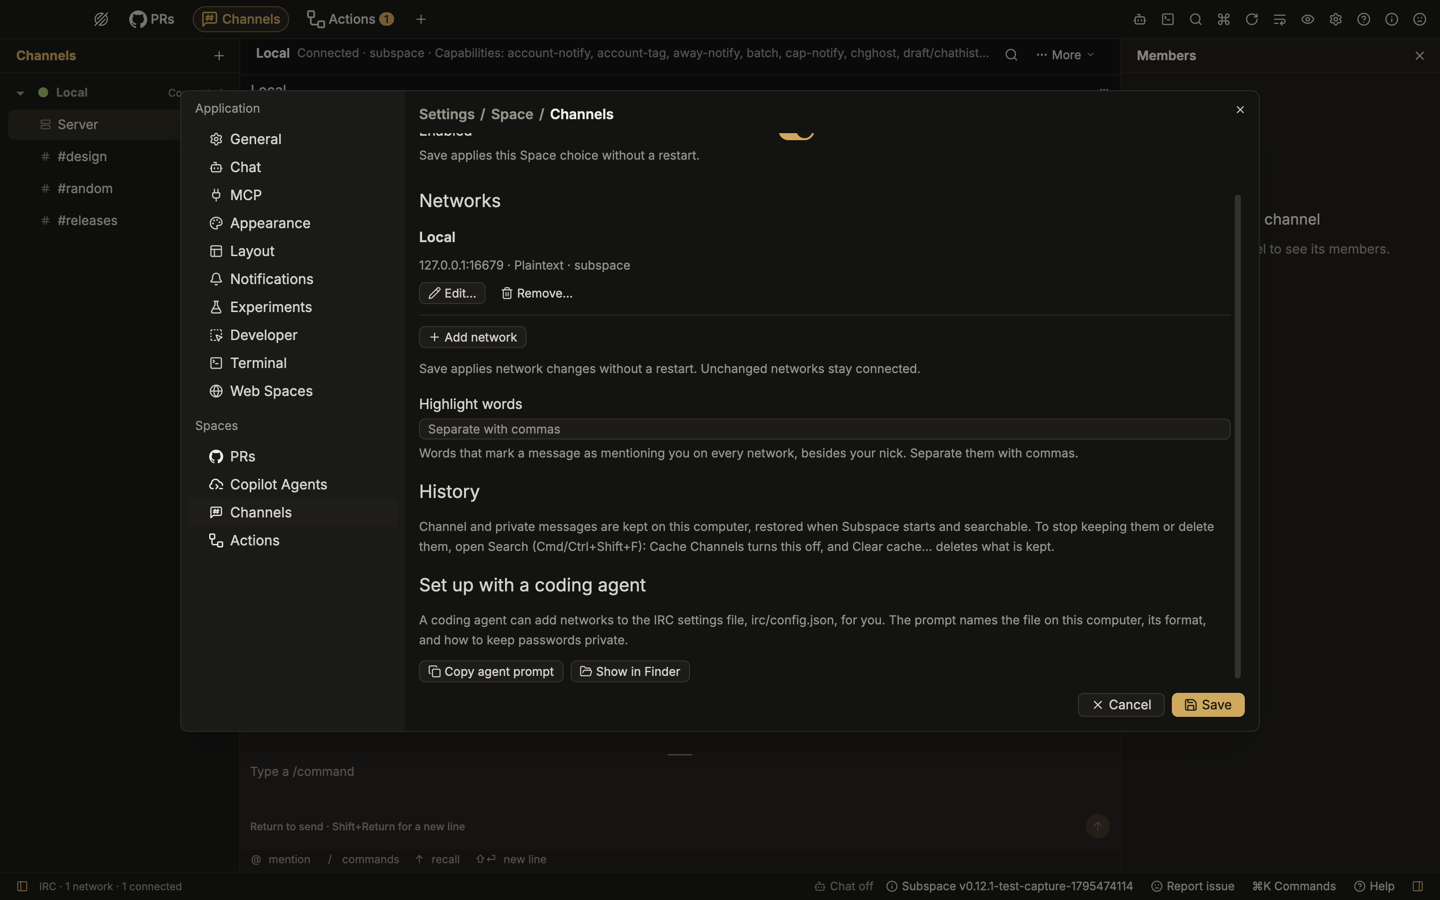 PRs
Channels
Actions 1
Channels
Local Connected · subspace · Capabilities: account-notify, account-tag, away-notify, batch, cap-notify, chghost, draft/chathist...
More
Members
Local
Server
#design
#random
#releases
channel
to see its members.
Application
General
Chat
MCP
Appearance
Layout
Notifications
Experiments
Developer
Terminal
Web Spaces
Spaces
PRs
Copilot Agents
Channels
Actions
Settings / Space / Channels
Enabled
Save applies this Space choice without a restart.
Networks
Local
127.0.0.1:16679 · Plaintext · subspace
Edit...
Remove...
Add network
Save applies network changes without a restart. Unchanged networks stay connected.
Highlight words
Separate with commas
Words that mark a message as mentioning you on every network, besides your nick. Separate them with commas.
History
Channel and private messages are kept on this computer, restored when Subspace starts and searchable. To stop keeping them or delete
them, open Search (Cmd/Ctrl+Shift+F): Cache Channels turns this off, and Clear cache... deletes what is kept.
Set up with a coding agent
A coding agent can add networks to the IRC settings file, irc/config.json, for you. The prompt names the file on this computer, its format,
and how to keep passwords private.
Copy agent prompt
Show in Finder
Cancel
Save
Type a /command
Return to send · Shift+Return for a new line
@ mention / commands ↑ recall ⇧⏎ new line
IRC · 1 network · 1 connected
Chat off
Subspace v0.12.1-test-capture-1795474114
Report issue
⌘K Commands
Help